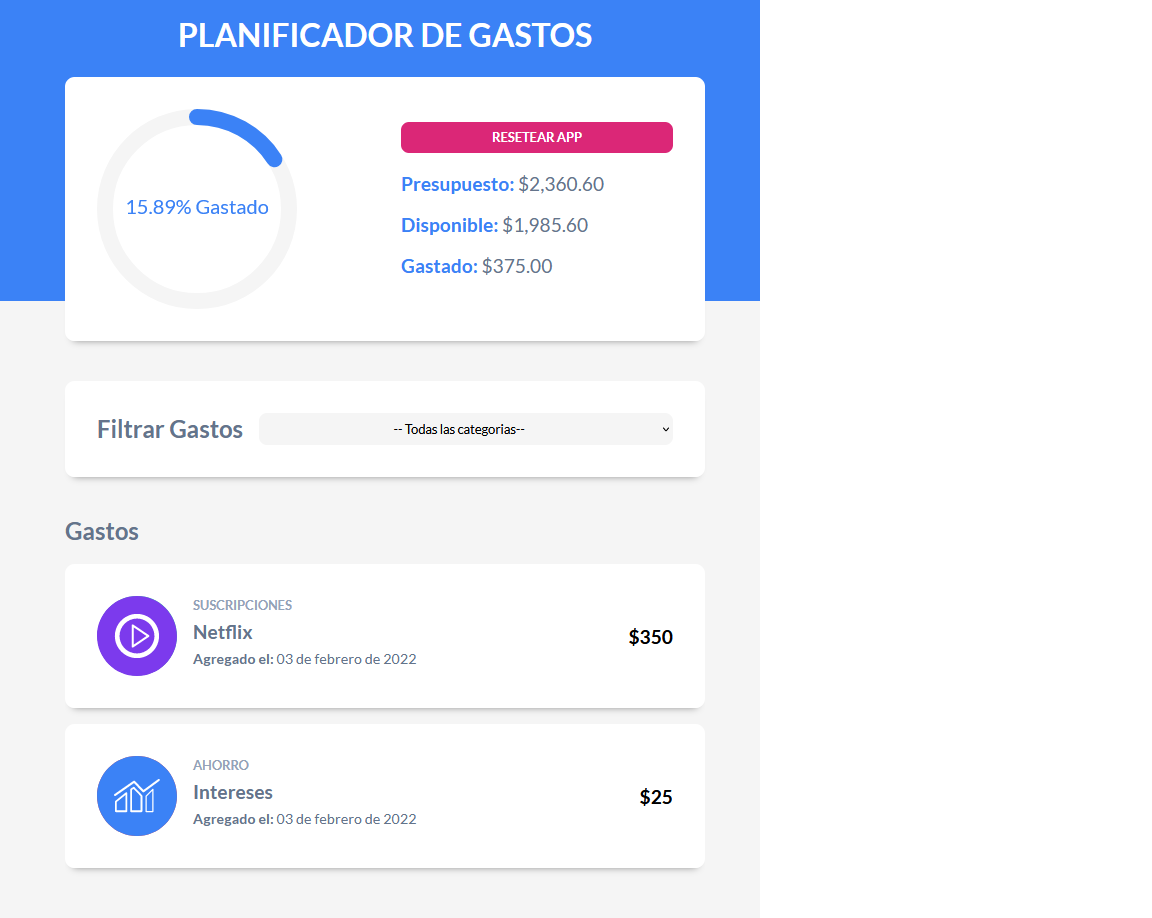 PLANIFICADOR DE GASTOS
15.89% Gastado
RESETEAR APP
Presupuesto: $2,360.60
Disponible: $1,985.60
Gastado: $375.00
Filtrar Gastos
-- Todas las categorias--
Gastos
SUSCRIPCIONES
Netflix
Agregado el: 03 de febrero de 2022
$350
AHORRO
Intereses
Agregado el: 03 de febrero de 2022
$25